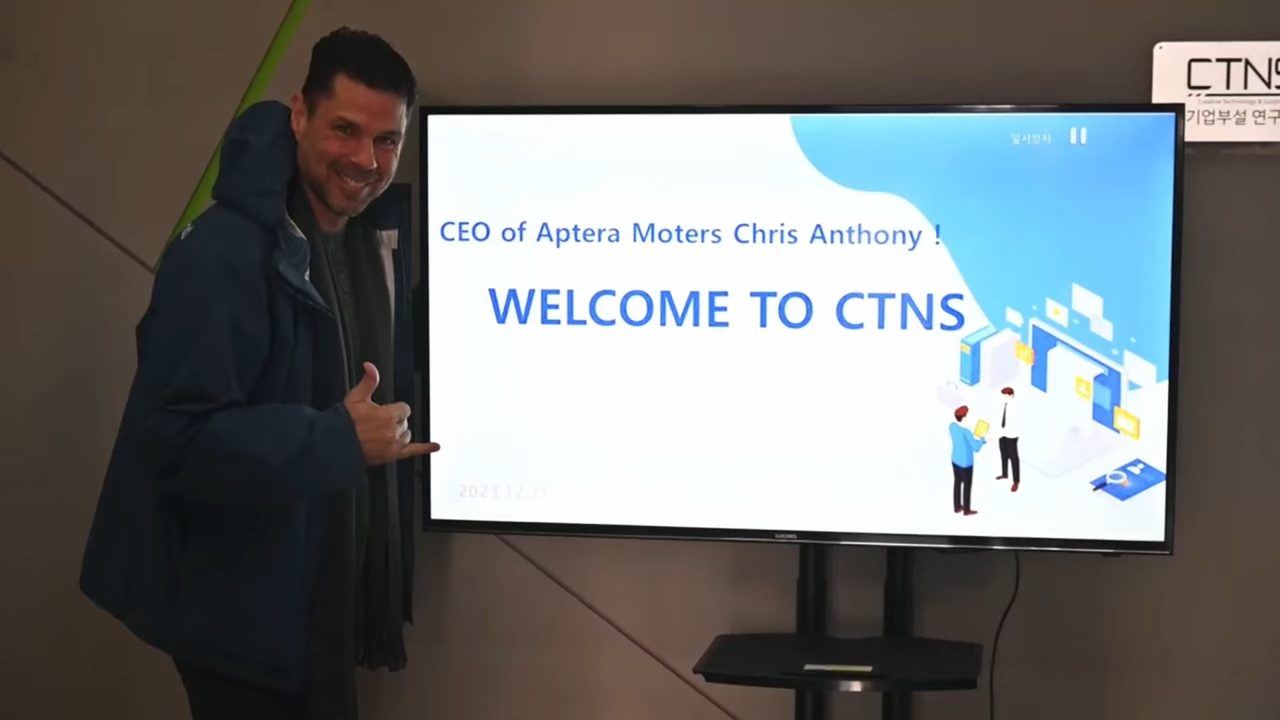 CTNS
기업부설 연구
일시정지
CEO of Aptera Moters Chris Anthony !
WELCOME TO CTNS
2023.12.21